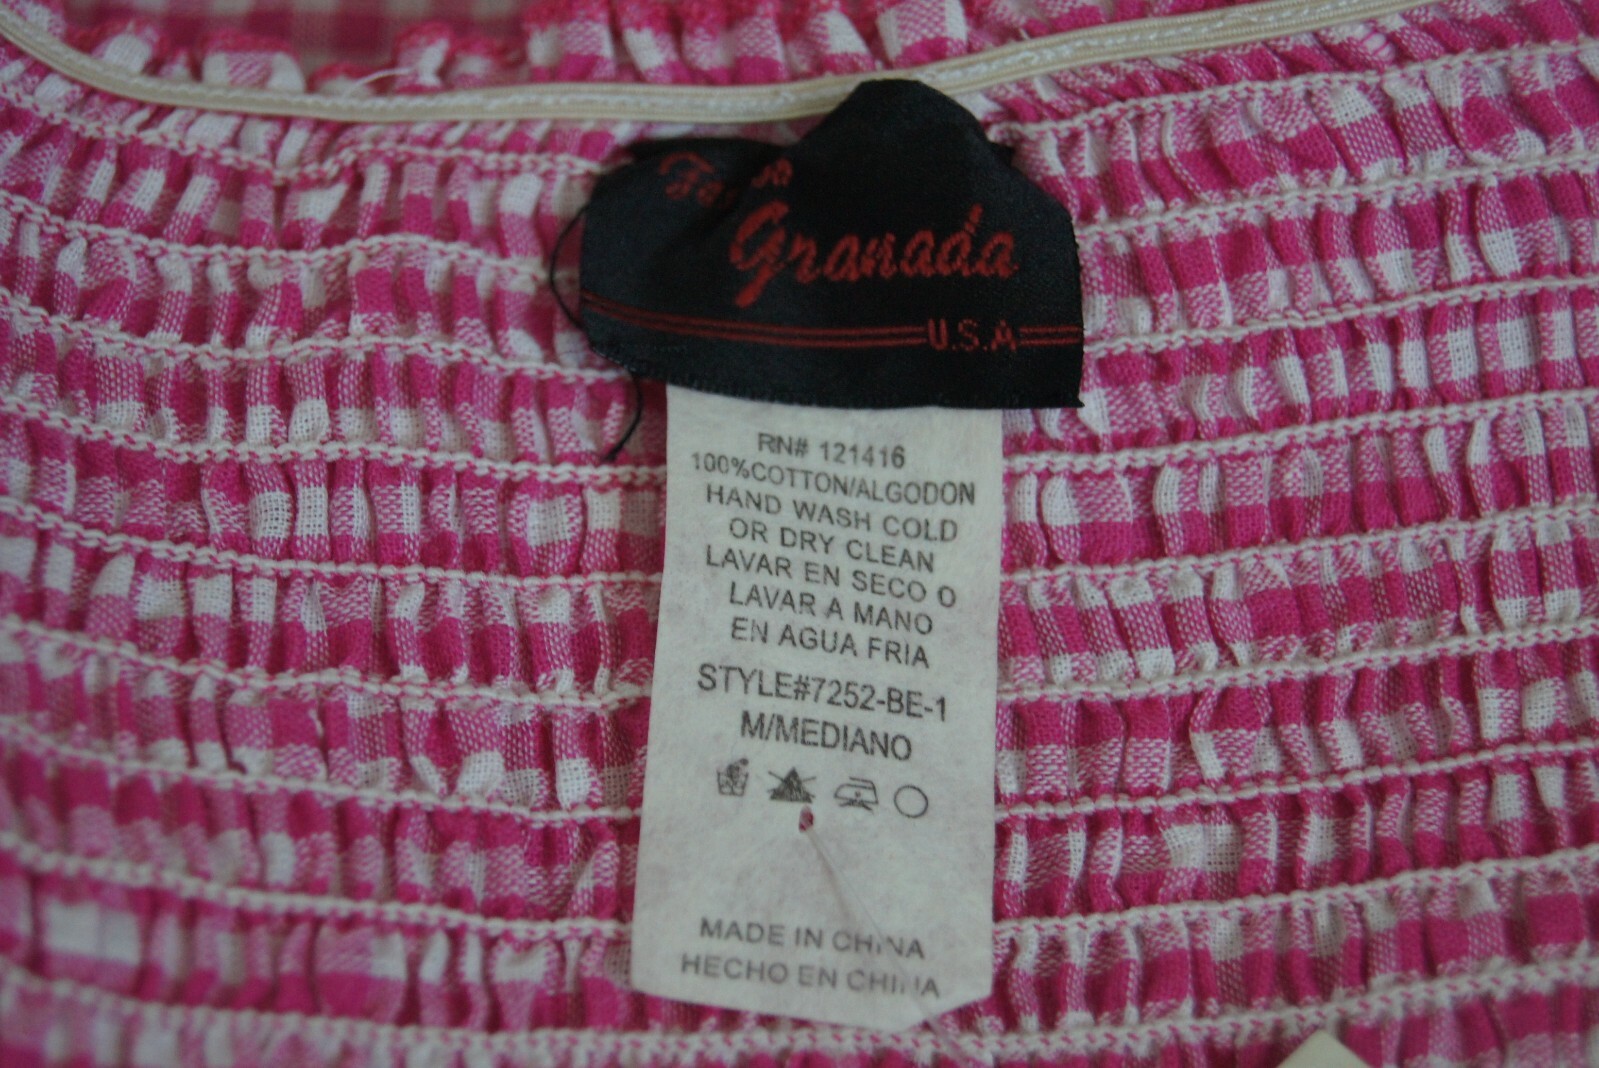 Granada
U.S.A
RN# 121416
100%COTTON/ALGODON
HAND WASH COLD
OR DRY CLEAN
LAVAR EN SECO O
LAVAR A MANO
EN AGUA FRIA
STYLE#7252-BE-1
M/MEDIANO
MADE IN CHINA
HECHO EN CHINA